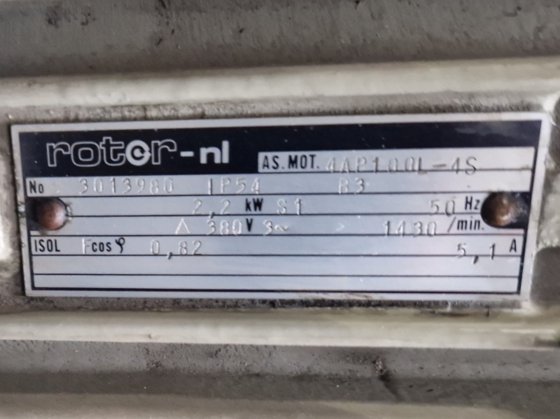 rotor-nl AS.MOT. 4AP100L-4S
No 3013980 IP54 B3
2,2 kW S1 50 Hz
380 V 3~ 1430 /min.
ISOL F cos φ 0,82 5,1 A